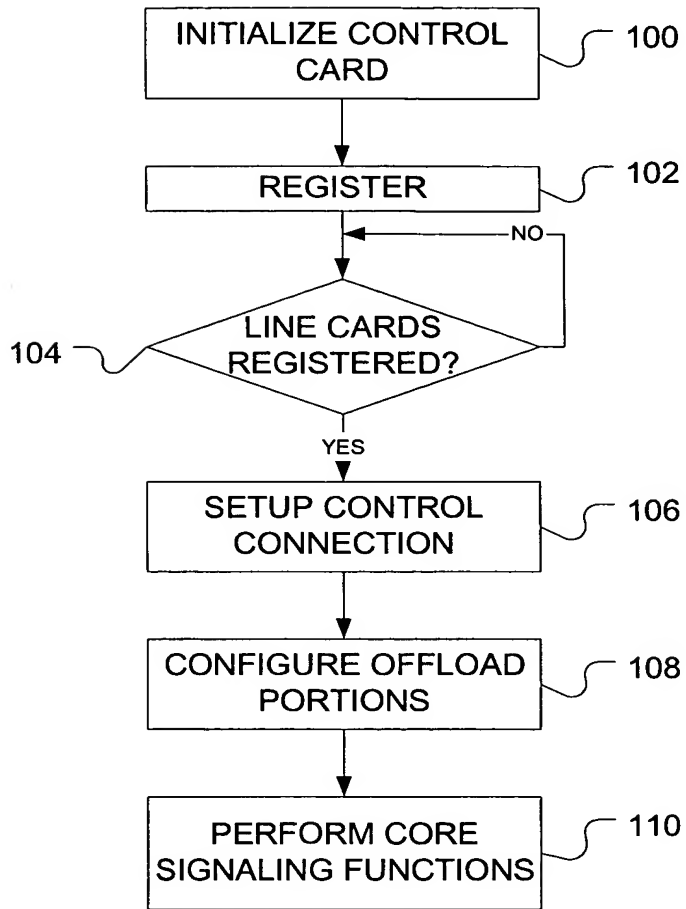 INITIALIZE CONTROL
CARD
100
REGISTER
102
NO
LINE CARDS
REGISTERED?
104
YES
SETUP CONTROL
CONNECTION
106
CONFIGURE OFFLOAD
PORTIONS
108
PERFORM CORE
SIGNALING FUNCTIONS
110